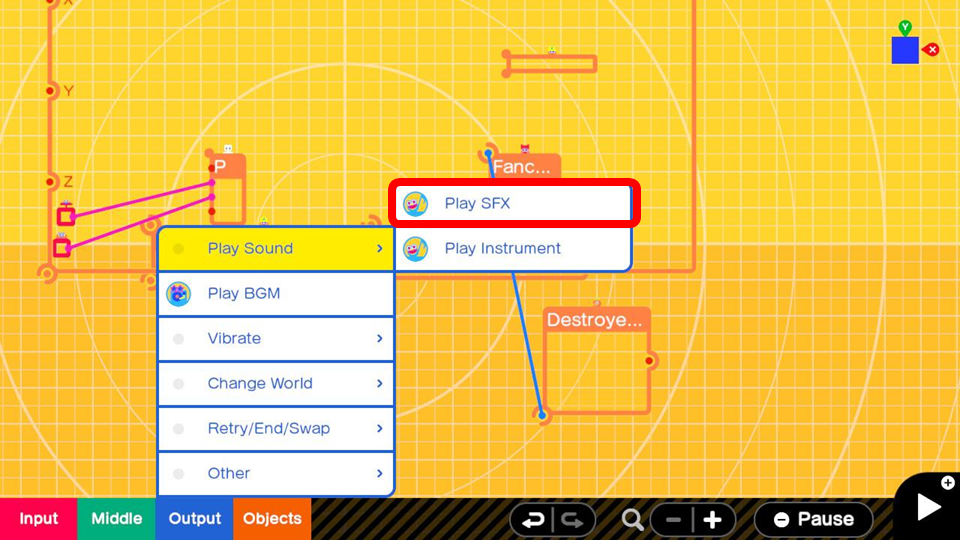 X
Y
Y
X
Z
P
Fanc...
Play SFX
Play Sound
Play Instrument
Play BGM
Destroye...
Vibrate
Change World
Retry/End/Swap
Other
Input
Middle
Output
Objects
Pause